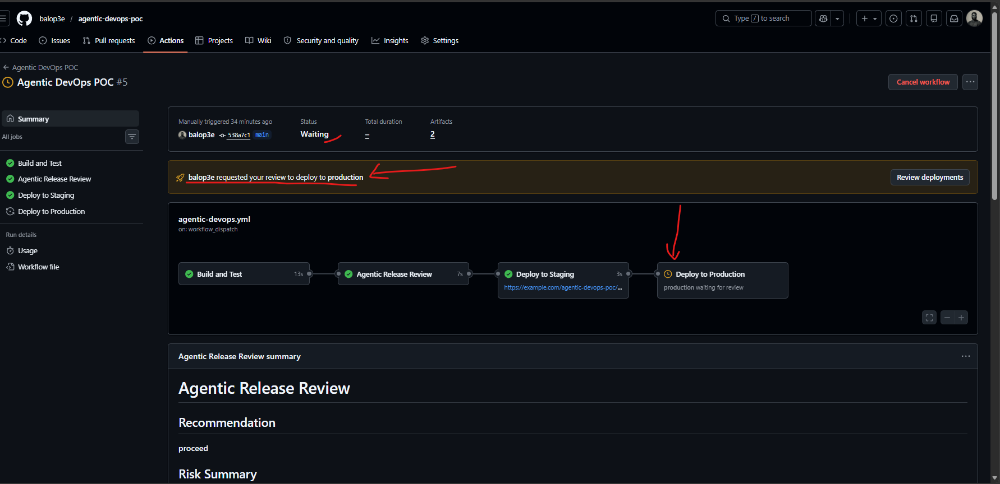 balop3e / agentic-devops-poc
Type / to search
Code Issues Pull requests Actions Projects Wiki Security and quality Insights Settings
Agentic DevOps POC
Agentic DevOps POC #5
Cancel workflow
Summary
All jobs
Build and Test
Agentic Release Review
Deploy to Staging
Deploy to Production
Run details
Usage
Workflow file
Manually triggered 34 minutes ago Status Total duration Artifacts
balop3e 538a7c1 main Waiting – 2
balop3e requested your review to deploy to production Review deployments
agentic-devops.yml
on: workflow_dispatch
Build and Test 13s Agentic Release Review 7s Deploy to Staging 3s Deploy to Production
https://example.com/agentic-devops-poc/... production waiting for review
Agentic Release Review summary
Agentic Release Review
Recommendation
proceed
Risk Summary